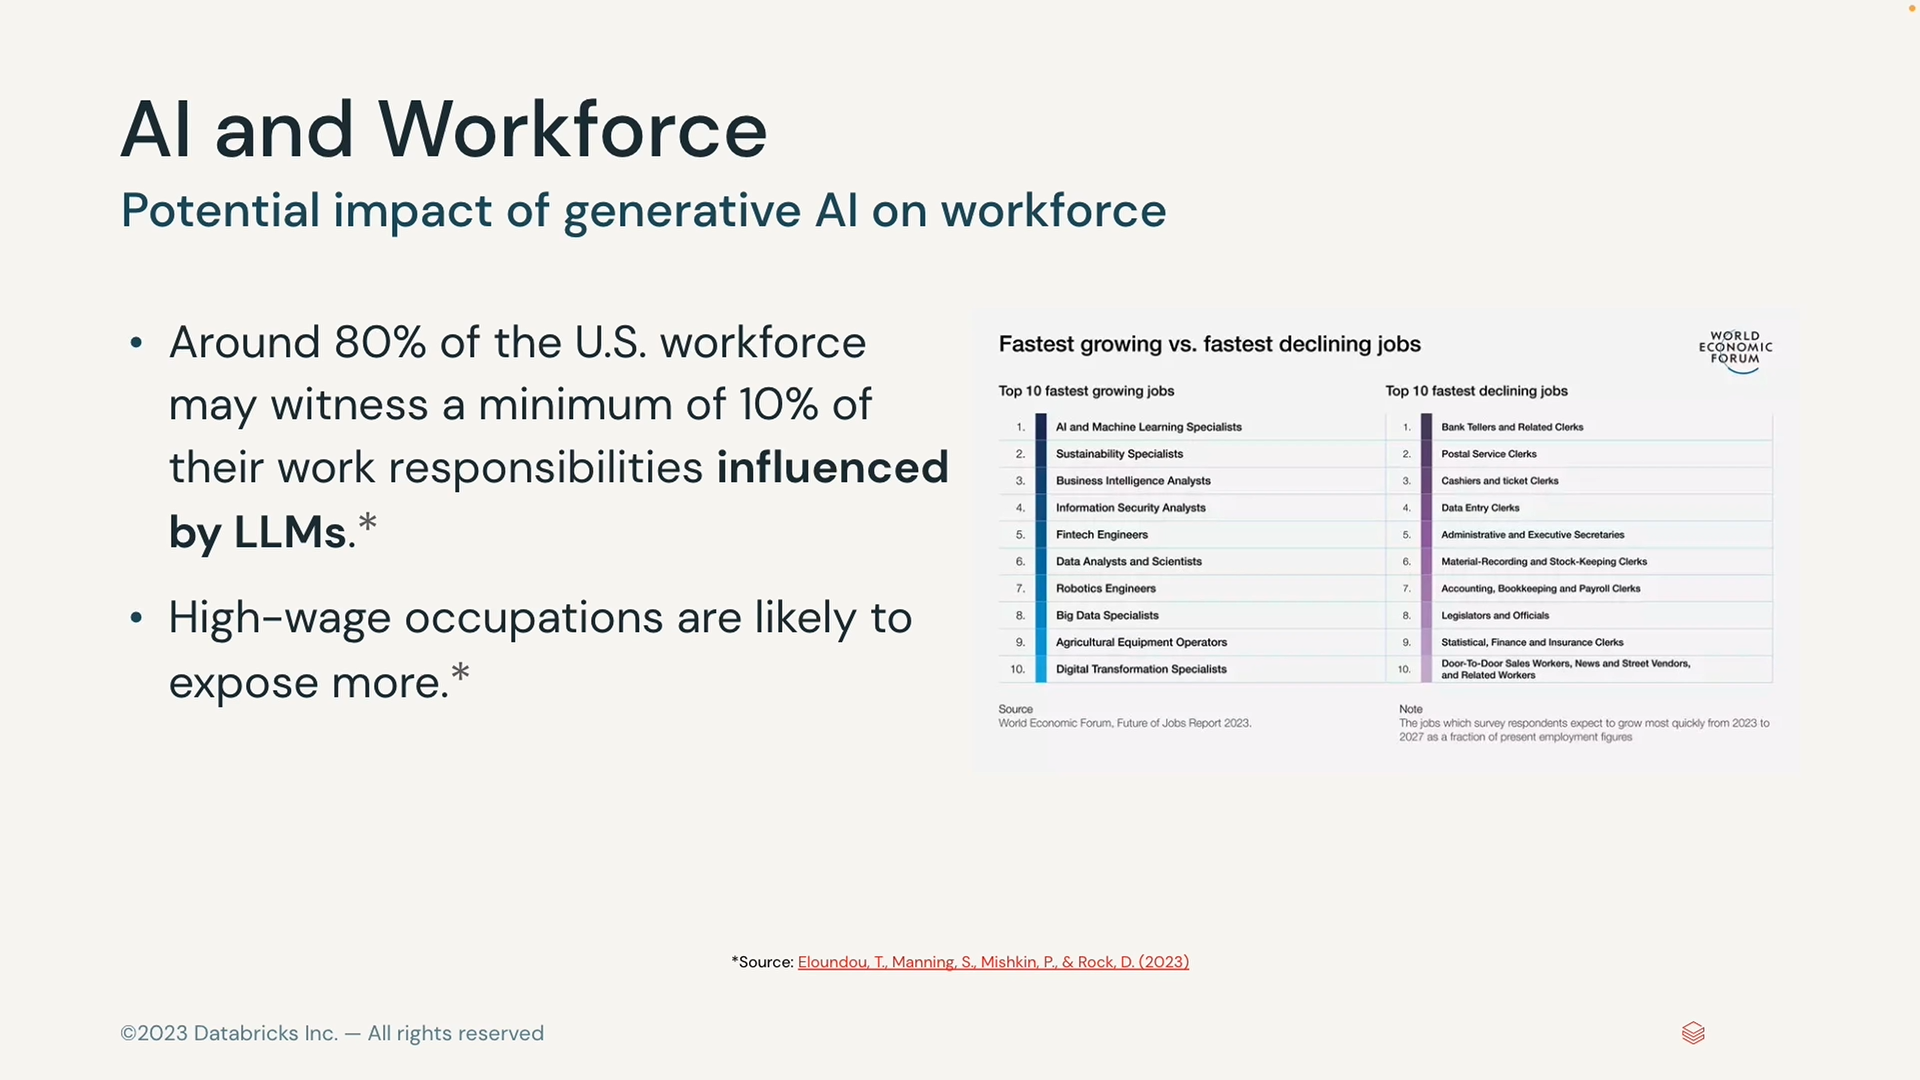 AI and Workforce
Potential impact of generative AI on workforce
• Around 80% of the U.S. workforce
may witness a minimum of 10% of
their work responsibilities influenced
by LLMs.*
• High-wage occupations are likely to
expose more.*
Fastest growing vs. fastest declining jobs
WORLD
ECONOMIC
FORUM
Top 10 fastest growing jobs
1. AI and Machine Learning Specialists
2. Sustainability Specialists
3. Business Intelligence Analysts
4. Information Security Analysts
5. Fintech Engineers
6. Data Analysts and Scientists
7. Robotics Engineers
8. Big Data Specialists
9. Agricultural Equipment Operators
10. Digital Transformation Specialists
Top 10 fastest declining jobs
1. Bank Tellers and Related Clerks
2. Postal Service Clerks
3. Cashiers and ticket Clerks
4. Data Entry Clerks
5. Administrative and Executive Secretaries
6. Material-Recording and Stock-Keeping Clerks
7. Accounting, Bookkeeping and Payroll Clerks
8. Legislators and Officials
9. Statistical, Finance and Insurance Clerks
10. Door-To-Door Sales Workers, News and Street Vendors,
and Related Workers
Source
World Economic Forum, Future of Jobs Report 2023.
Note
The jobs which survey respondents expect to grow most quickly from 2023 to
2027 as a fraction of present employment figures
*Source: Eloundou, T., Manning, S., Mishkin, P., & Rock, D. (2023)
©2023 Databricks Inc. — All rights reserved